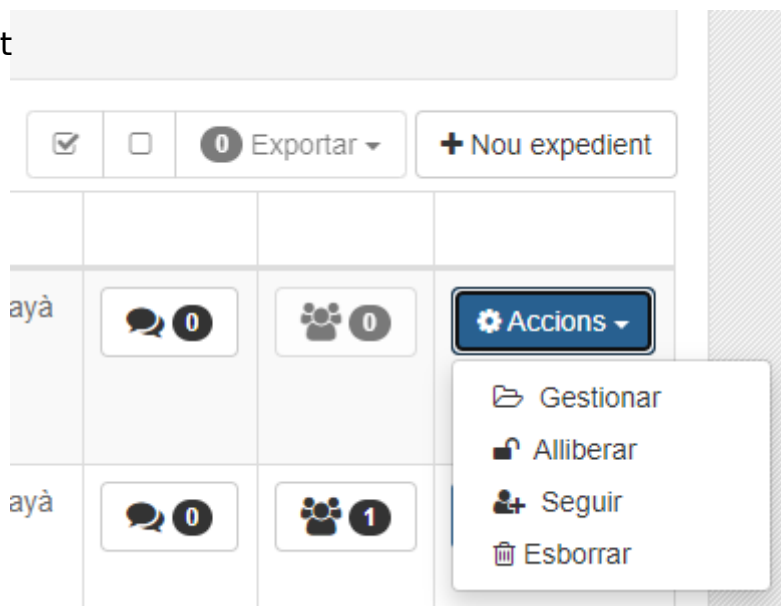 t
0 Exportar
+ Nou expedient
ayà
0
0
Accions
Gestionar
Alliberar
Seguir
Esborrar
ayà
0
1